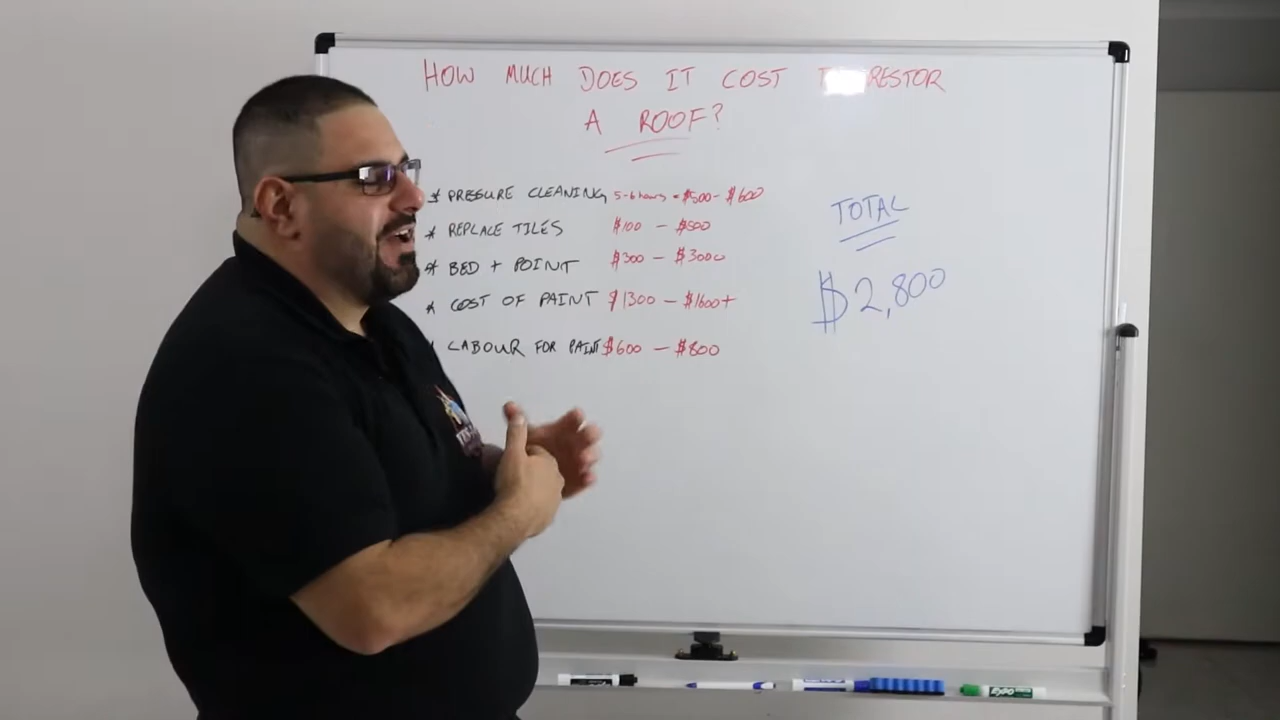 HOW MUCH DOES IT COST RESTOR
A ROOF?
* PRESSURE CLEANING 5-6 hours = $500 - $600
* REPLACE TILES $100 - $500
* BED + POINT $300 - $3000
* COST OF PAINT $1300 - $1600+
LABOUR FOR PAINT $600 - $800
TOTAL
$2,800
EXPO